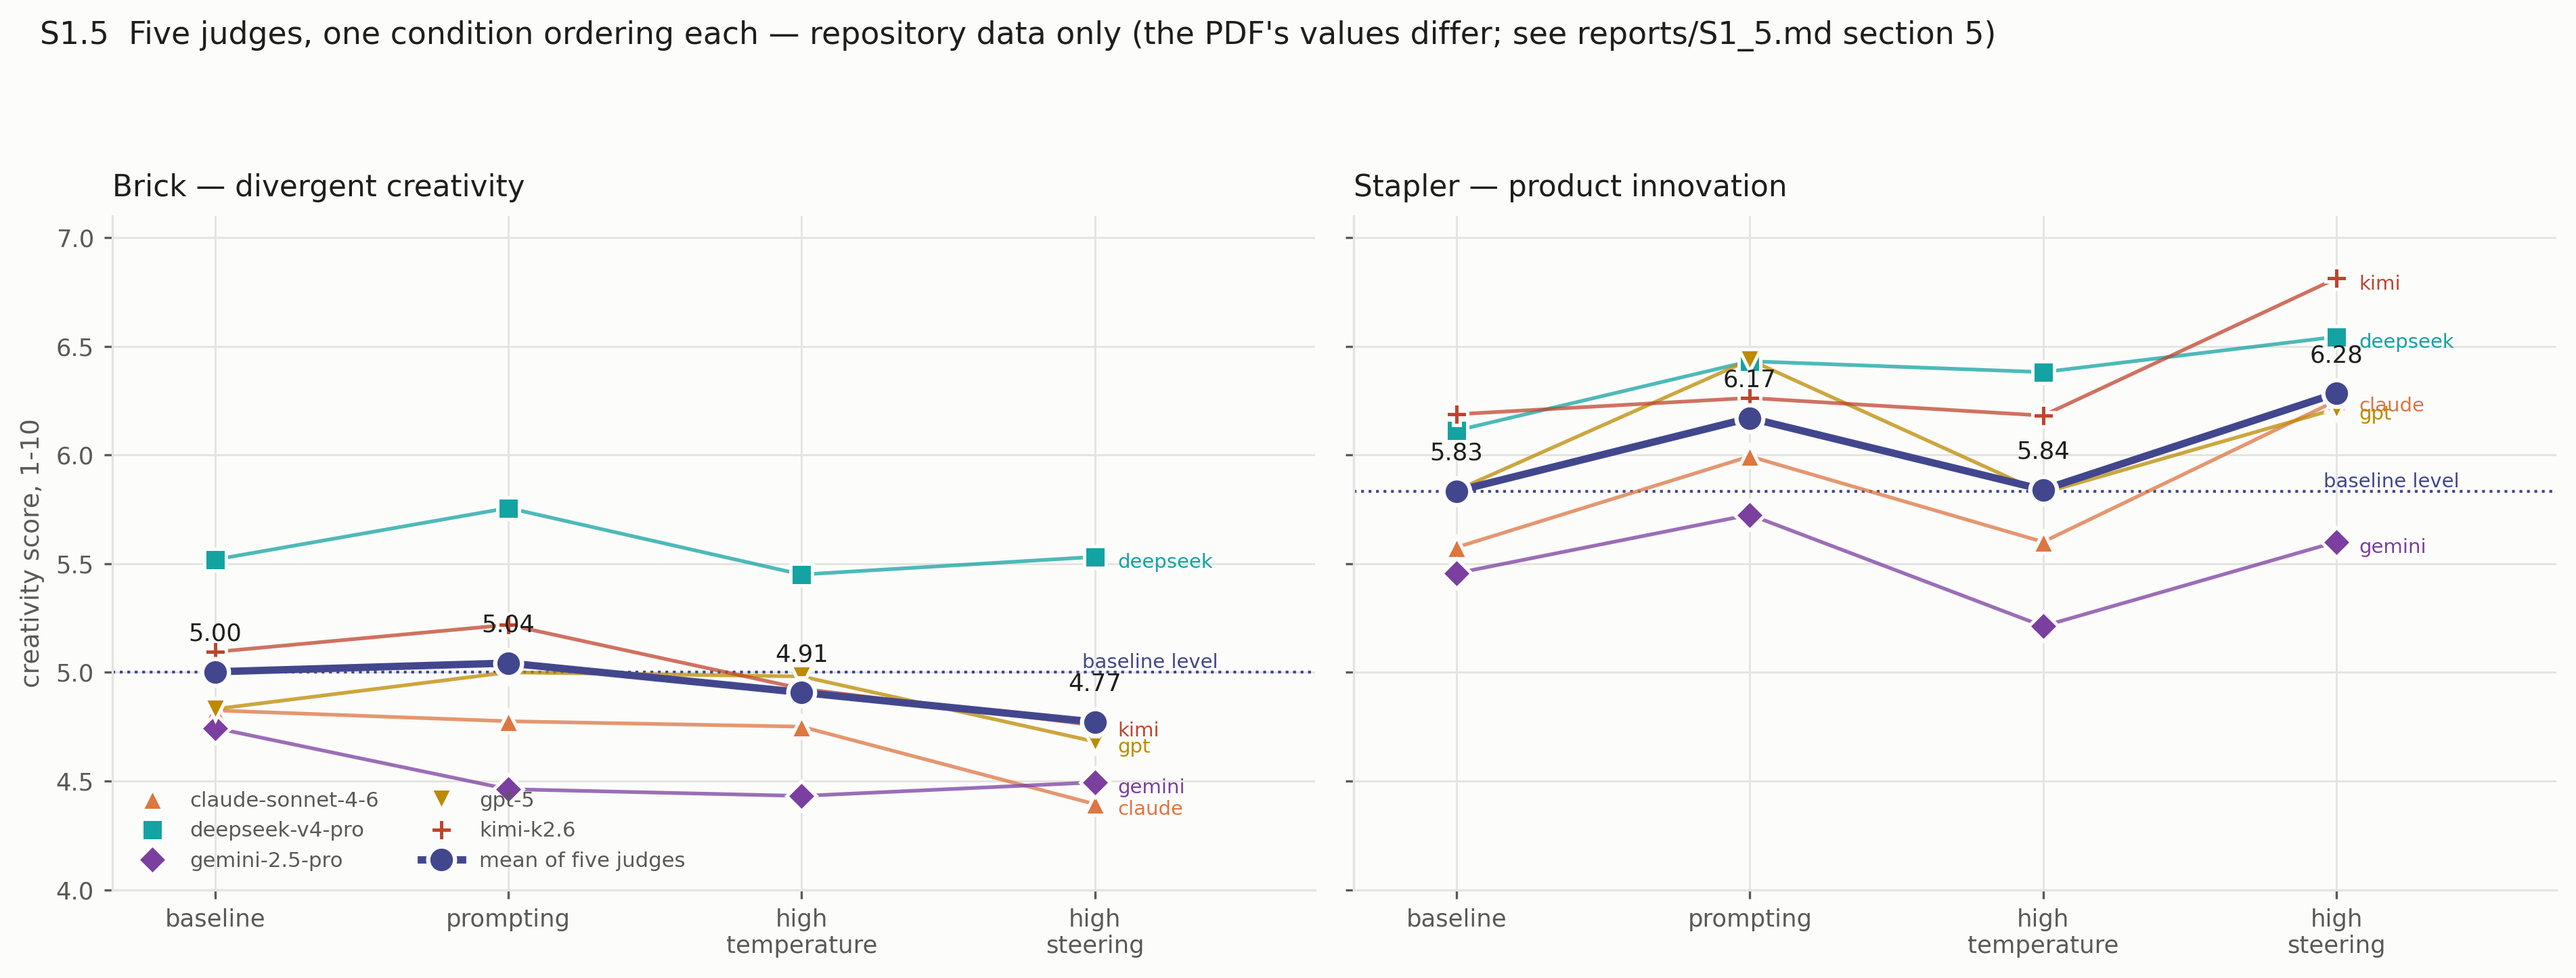 S1.5  Five judges, one condition ordering each — repository data only (the PDF's values differ; see reports/S1_5.md section 5)
Brick — divergent creativity
creativity score, 1-10
7.0
6.5
6.0
5.5
5.0
4.5
4.0
5.00
5.04
4.91
4.77
baseline level
deepseek
kimi
gpt
gemini
claude
claude-sonnet-4-6
deepseek-v4-pro
gemini-2.5-pro
gpt-5
kimi-k2.6
mean of five judges
baseline
prompting
high
temperature
high
steering
Stapler — product innovation
5.83
6.17
5.84
6.28
kimi
deepseek
claude
gpt
baseline level
gemini
baseline
prompting
high
temperature
high
steering